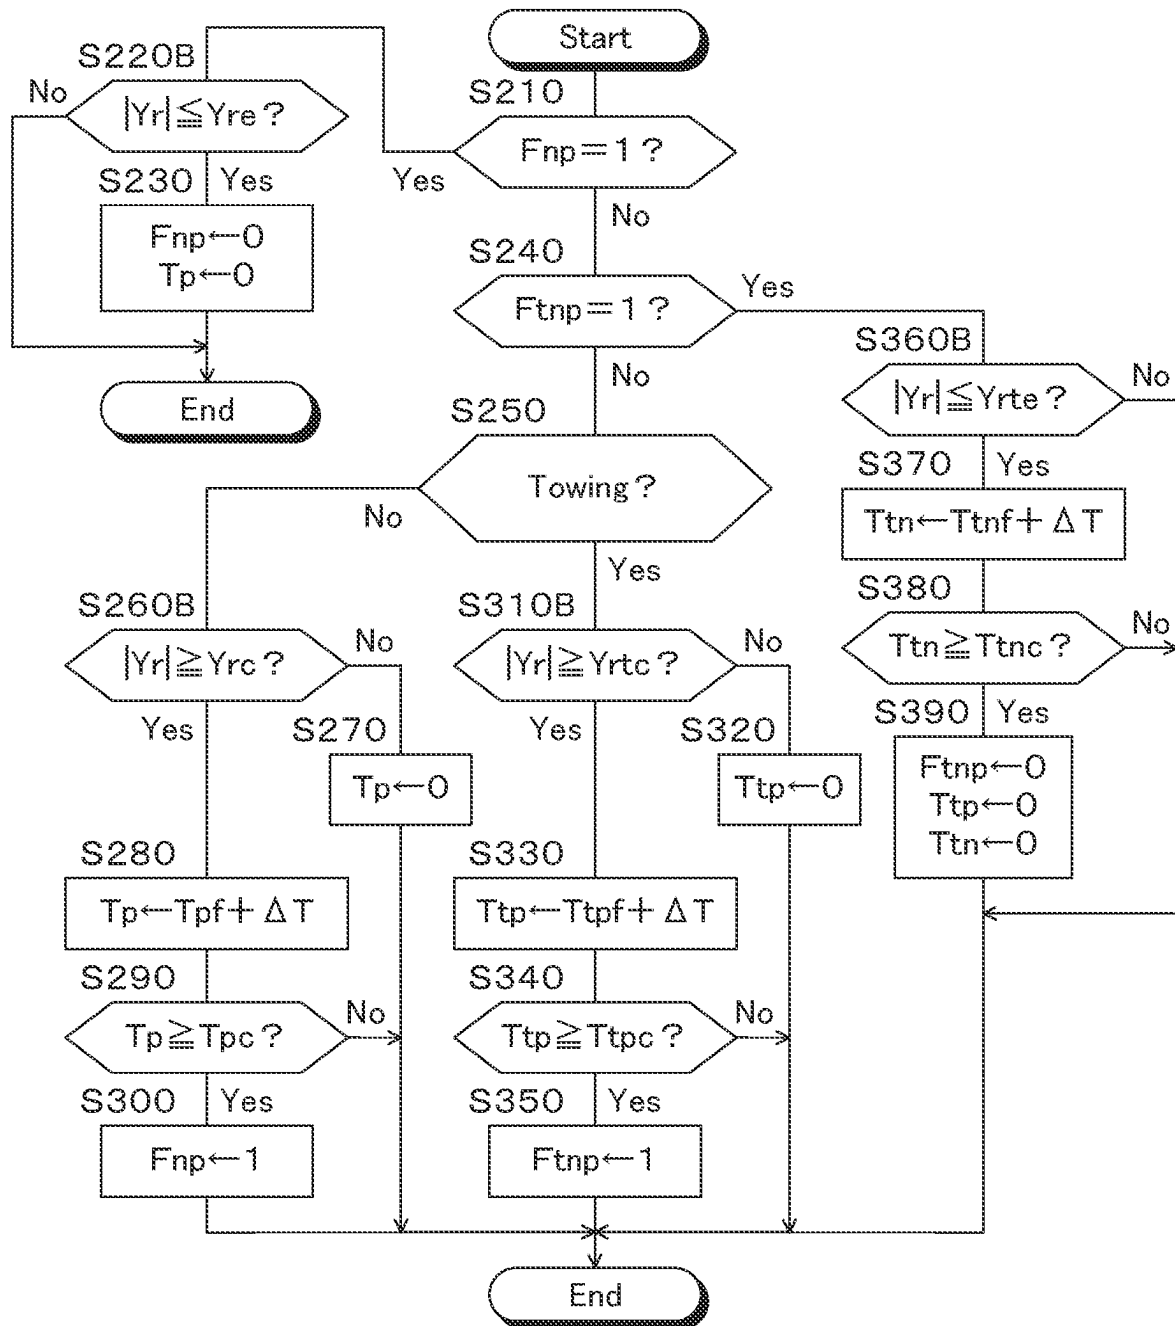 Start
S210
Fnp=1?
Yes
No
S220B
|Yr|≦Yre?
No
Yes
S230
Fnp←0
Tp←0
End
S240
Ftnp=1?
Yes
No
S250
Towing?
No
Yes
S260B
|Yr|≧Yrc?
No
Yes
S270
Tp←0
S280
Tp←Tpf+ΔT
S290
Tp≧Tpc?
No
Yes
S300
Fnp←1
S310B
|Yr|≧Yrtc?
No
Yes
S320
Ttp←0
S330
Ttp←Ttpf+ΔT
S340
Ttp≧Ttpc?
No
Yes
S350
Ftnp←1
S360B
|Yr|≦Yrte?
No
Yes
S370
Ttn←Ttnf+ΔT
S380
Ttn≧Ttnc?
No
Yes
S390
Ftnp←0
Ttp←0
Ttn←0
End